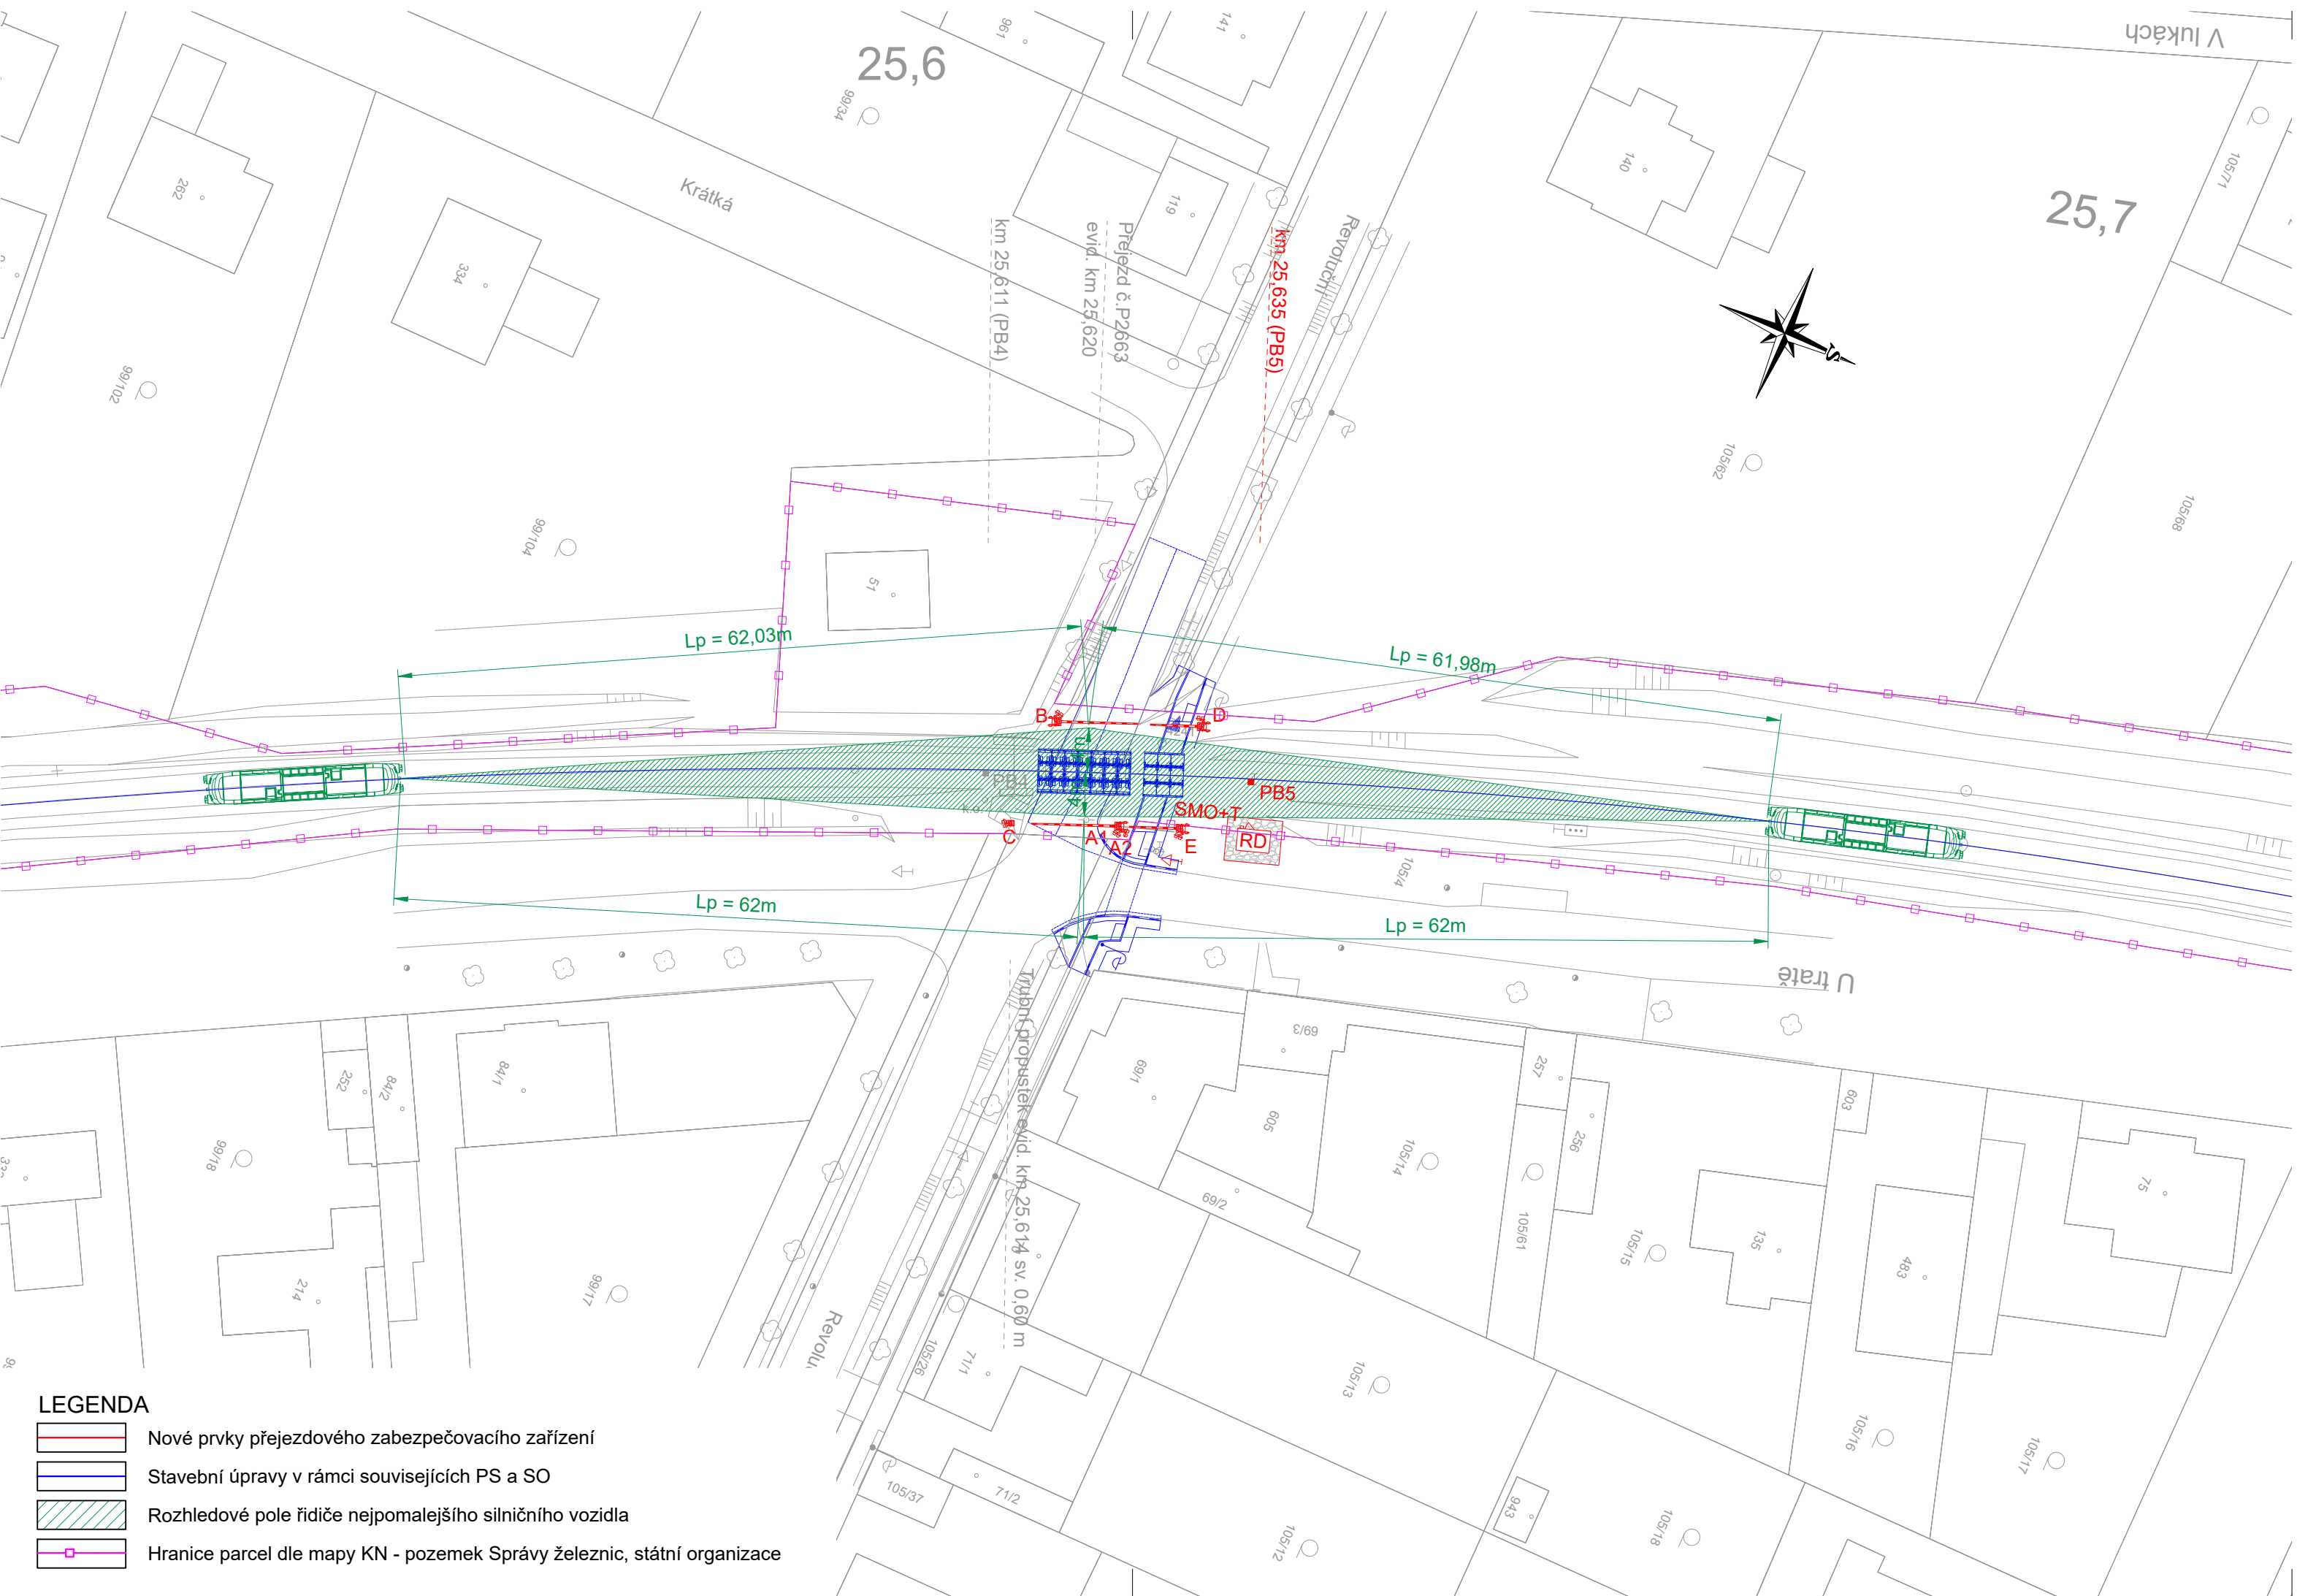 V lukách
961
141
25,6
99/34
140
105/71
25,7
262
Krátká
119
334
km 25,611 (PB4)
evid. km 25,620
Přejezd č.P2663
km 25,635 (PB5)
Revoluční
S
99/102
105/62
105/68
99/104
51
Lp = 62,03m
Lp = 61,98m
B
D
PB4
PB5
k.o.
SMO+T
C
A1
A2
E
RD
105/4
Lp = 62m
Lp = 62m
U tratě
Trubní propustek evid. km 25,614 sv. 0,60 m
69/3
69/1
257
252
84/2
84/1
603
605
256
99/18
105/14
69/2
75
105/61
105/15
135
483
214
99/17
Revolu
105/26
71/1
105/13
105/16
105/17
105/37
71/2
943
105/12
105/18
LEGENDA
Nové prvky přejezdového zabezpečovacího zařízení
Stavební úpravy v rámci souvisejících PS a SO
Rozhledové pole řidiče nejpomalejšího silničního vozidla
Hranice parcel dle mapy KN - pozemek Správy železnic, státní organizace